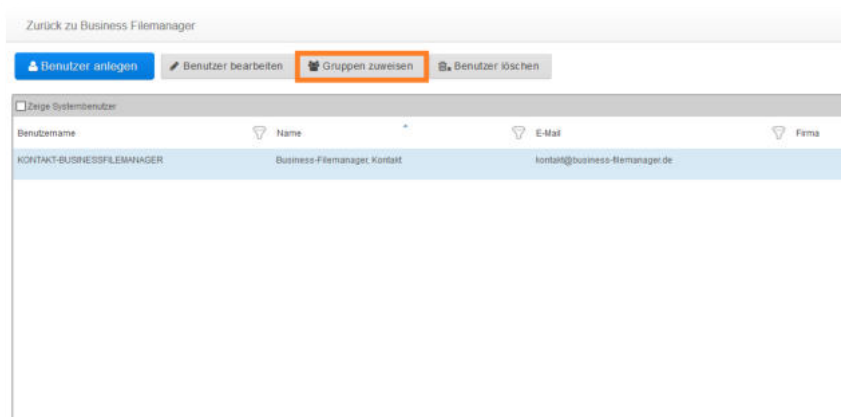 Zurück zu Business Filemanager
Benutzer anlegen Benutzer bearbeiten Gruppen zuweisen Benutzer löschen
Zeige Systembenutzer
Benutzername Name E-Mail Firma
KONTAKT-BUSINESSFILEMANAGER Business-Filemanager, Kontakt kontakt@business-filemanager.de